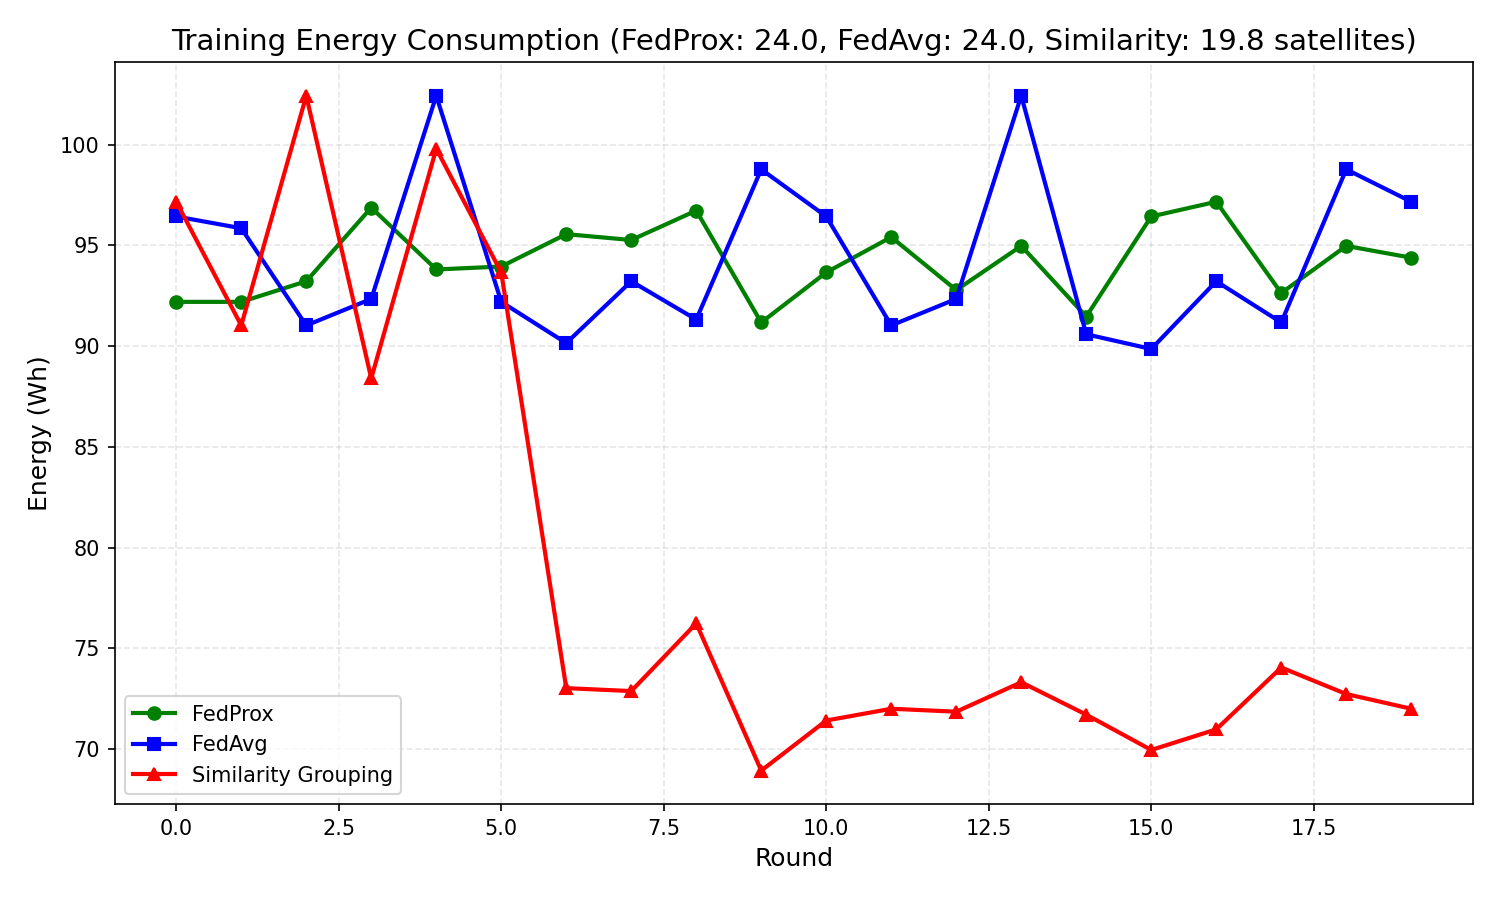 Training Energy Consumption (FedProx: 24.0, FedAvg: 24.0, Similarity: 19.8 satellites)
Energy (Wh)
100
95
90
85
80
75
70
FedProx
FedAvg
Similarity Grouping
0.0 2.5 5.0 7.5 10.0 12.5 15.0 17.5
Round